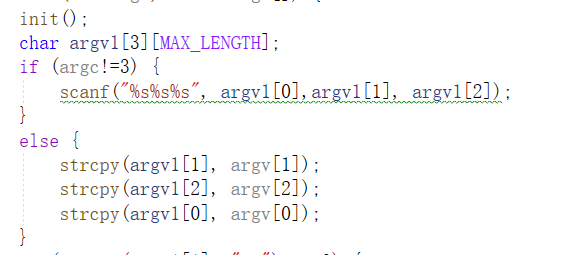 init();
char argv1[3][MAX_LENGTH];
if (argc!=3) {
scanf("%s%s%s", argv1[0],argv1[1], argv1[2]);
}
else {
strcpy(argv1[1], argv[1]);
strcpy(argv1[2], argv[2]);
strcpy(argv1[0], argv[0]);
}